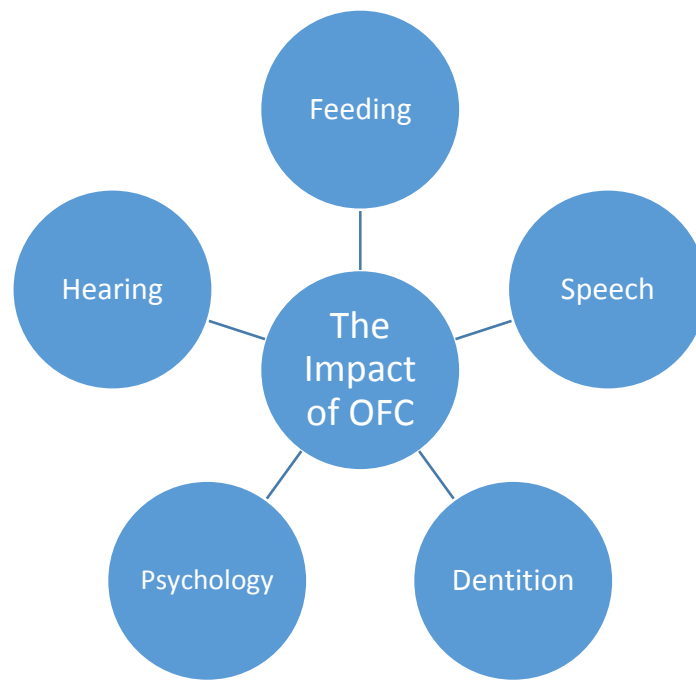 Feeding
Hearing
Speech
The
Impact
of OFC
Psychology
Dentition